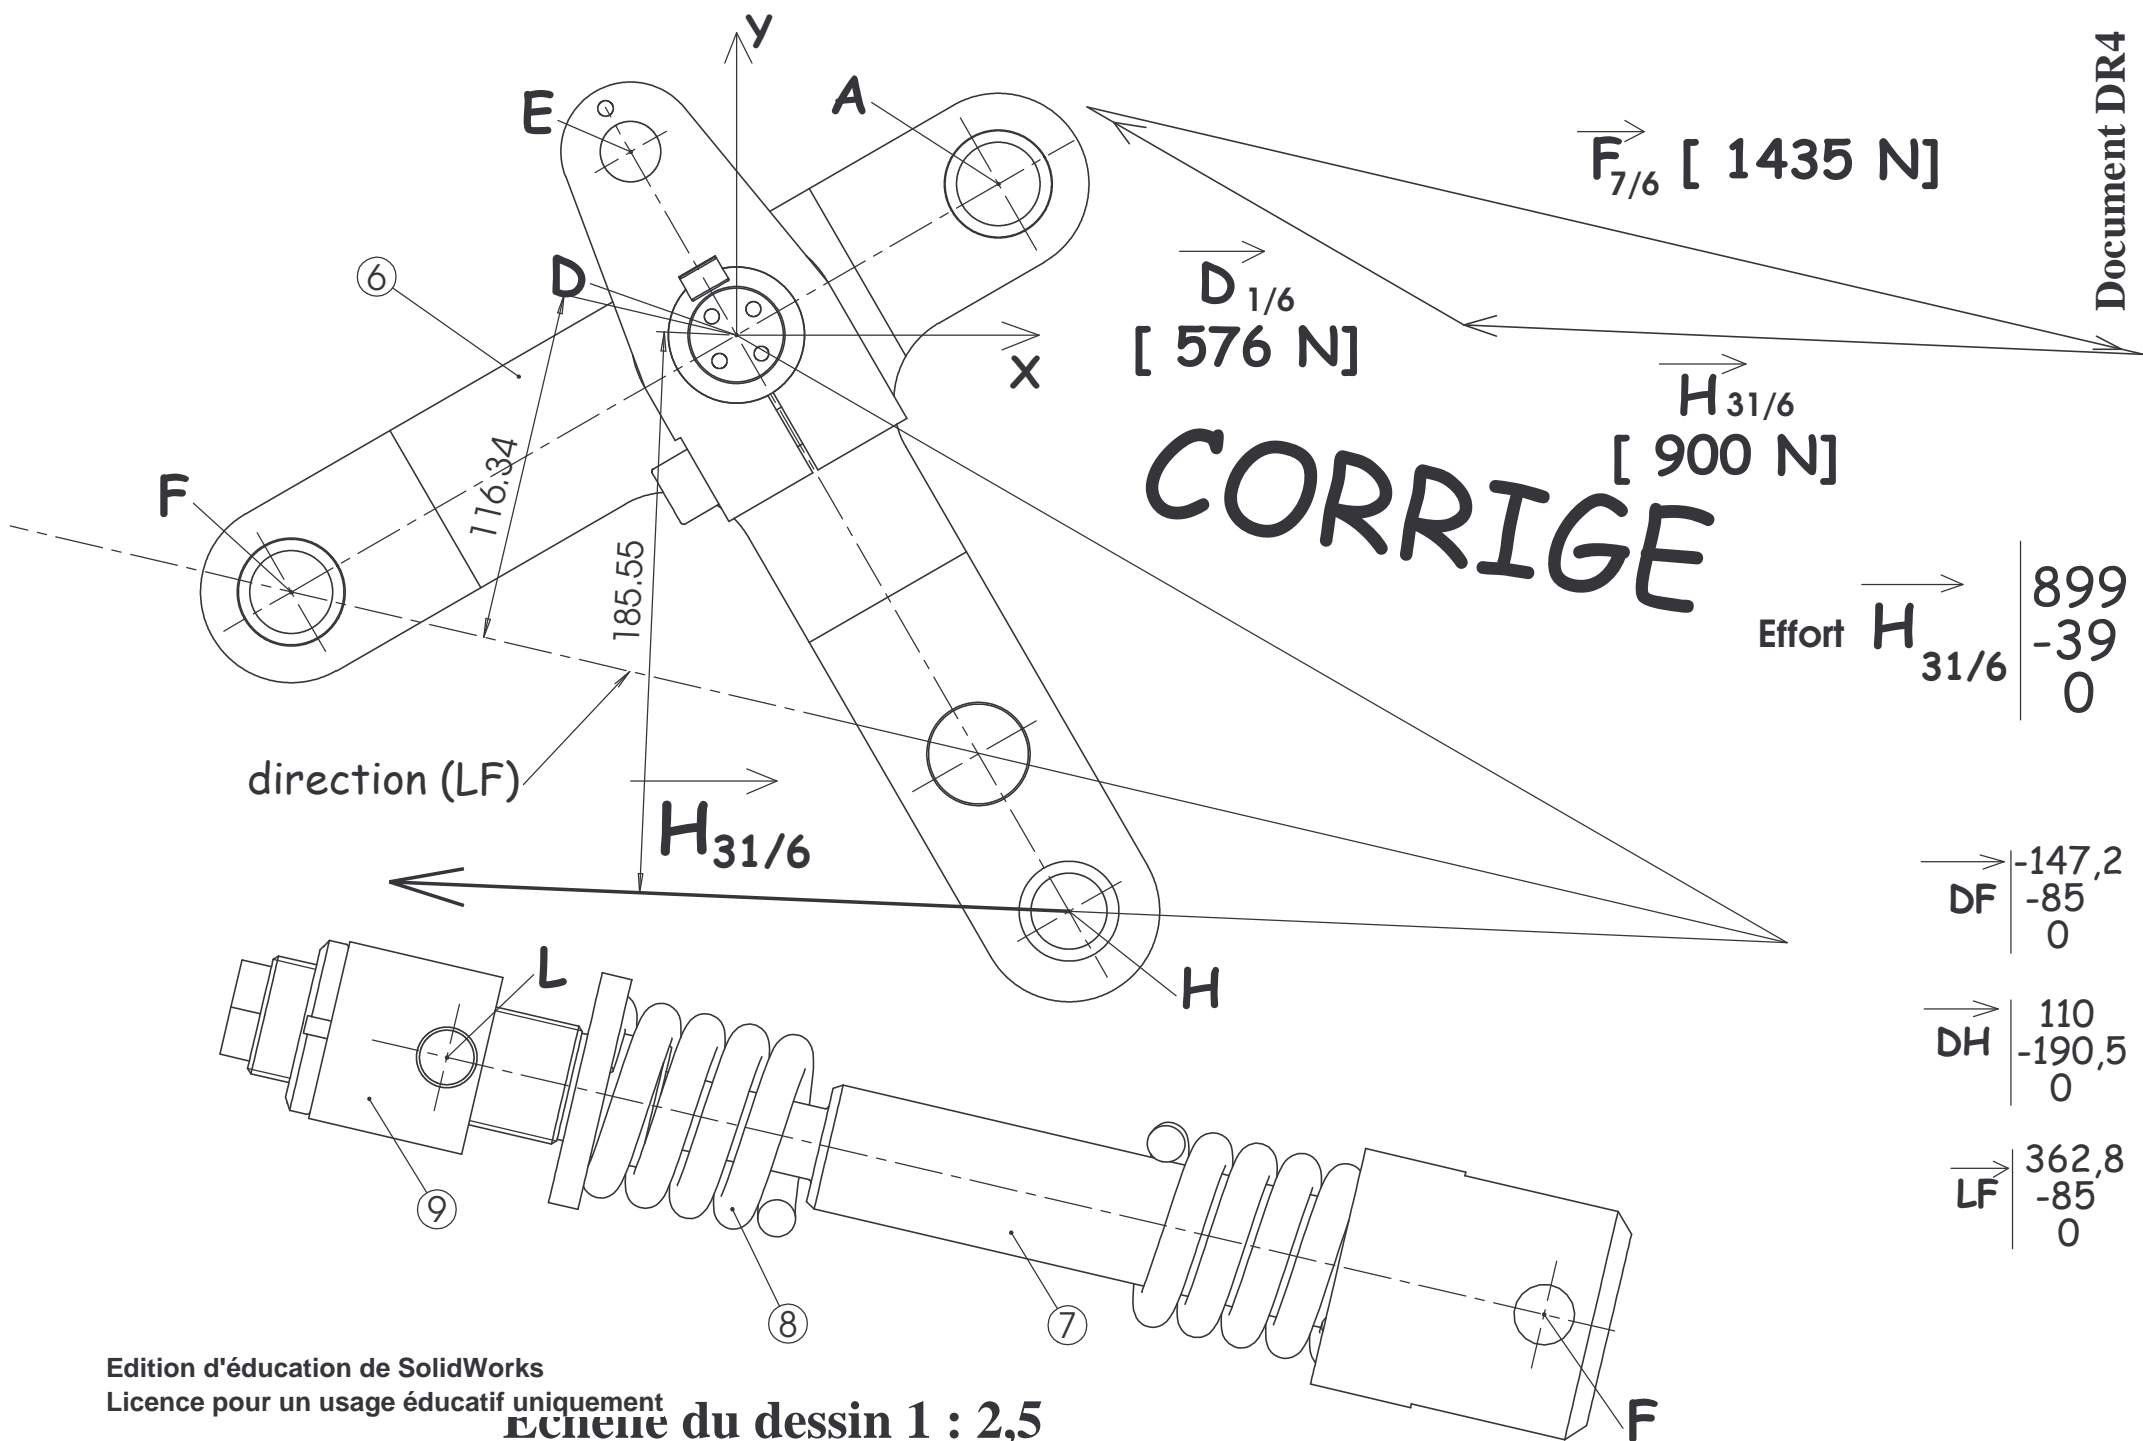 Document DR4
y
E
A
F 7/6 [ 1435 N]
6
D
D 1/6
[ 576 N]
x
H 31/6
[ 900 N]
CORRIGE
F
116.34
185.55
Effort H 31/6
899
-39
0
direction (LF)
H 31/6
DF
-147,2
-85
0
L
H
DH
110
-190,5
0
LF
362,8
-85
0
9
8
7
F
Edition d'éducation de SolidWorks
Licence pour un usage éducatif uniquement
Echelle du dessin 1 : 2,5